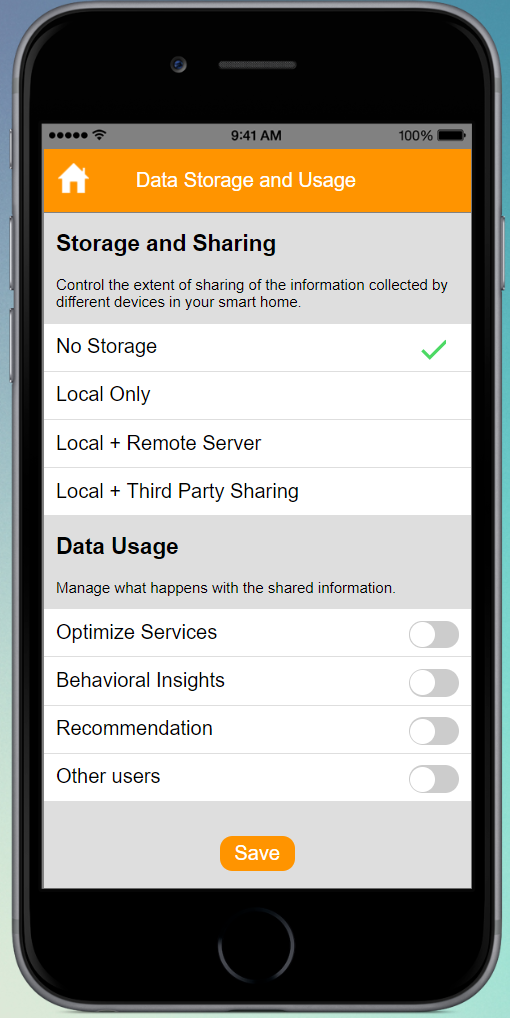 9:41 AM
100%
Data Storage and Usage
Storage and Sharing
Control the extent of sharing of the information collected by
different devices in your smart home.
No Storage
Local Only
Local + Remote Server
Local + Third Party Sharing
Data Usage
Manage what happens with the shared information.
Optimize Services
Behavioral Insights
Recommendation
Other users
Save